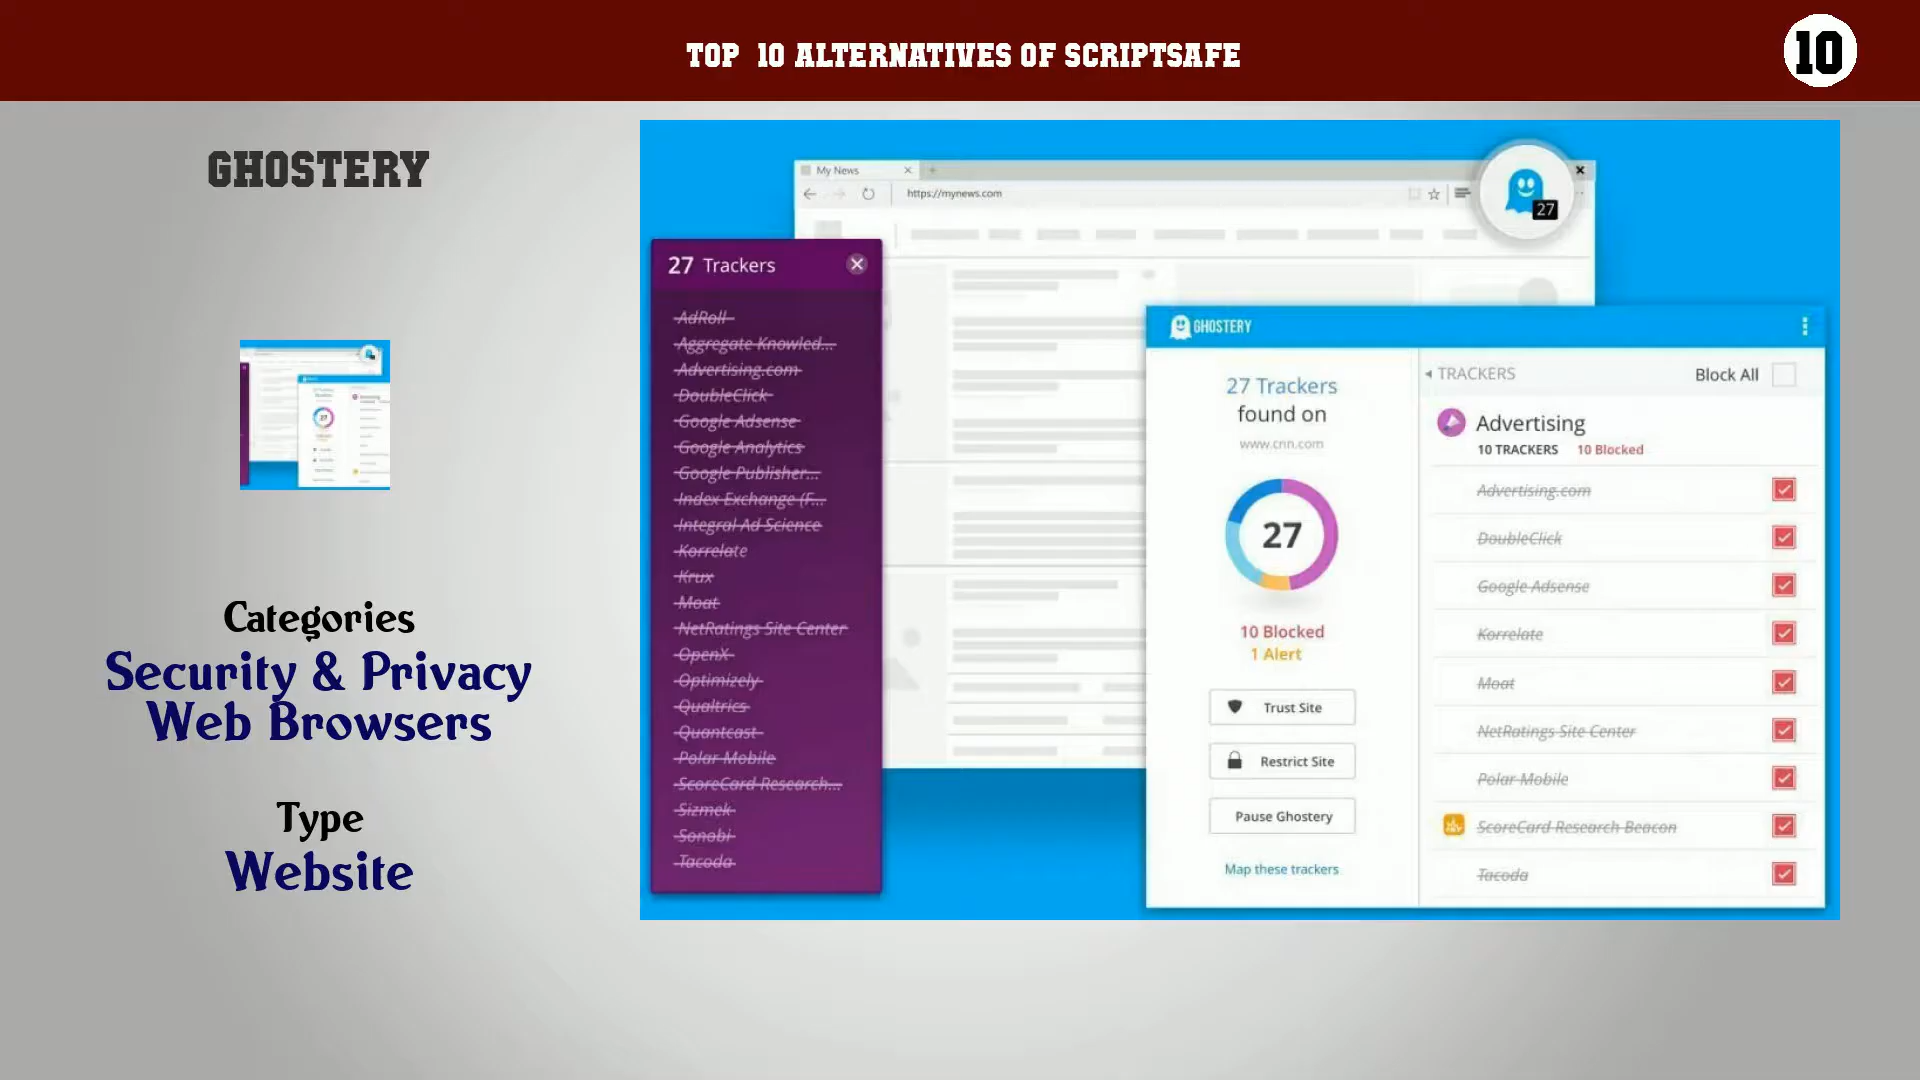 TOP 10 ALTERNATIVES OF SCRIPTSAFE
10
GHOSTERY
Categories
Security & Privacy
Web Browsers
Type
Website
My News
https://mynews.com
27
27 Trackers
AdRoll
Aggregate Knowled...
Advertising.com
DoubleClick
Google Adsense
Google Analytics
Google Publisher...
Index Exchange (F...
Integral Ad Science
Korrelate
Krux
Moat
NetRatings Site Center
OpenX
Optimizely
Qualtrics
Quantcast
Polar Mobile
ScoreCard Research...
Sizmek
Sonobi
Tacoda
GHOSTERY
27 Trackers
found on
www.cnn.com
27
10 Blocked
1 Alert
Trust Site
Restrict Site
Pause Ghostery
Map these trackers
TRACKERS
Block All
Advertising
10 TRACKERS 10 Blocked
Advertising.com
DoubleClick
Google Adsense
Korrelate
Moat
NetRatings Site Center
Polar Mobile
ScoreCard Research Beacon
Tacoda